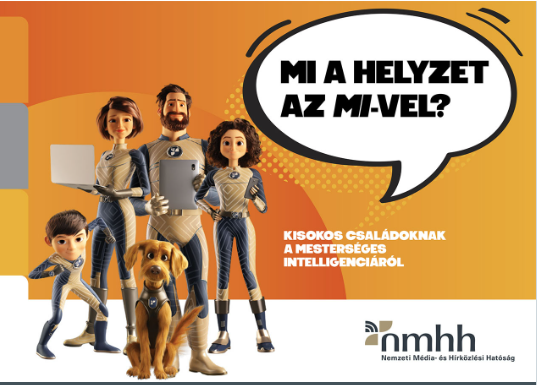 MI A HELYZET
AZ MI-VEL?
KISOKOS CSALÁDOKNAK
A MESTERSÉGES
INTELLIGENCIÁRÓL
nmhh
Nemzeti Média- és Hírközlési Hatóság